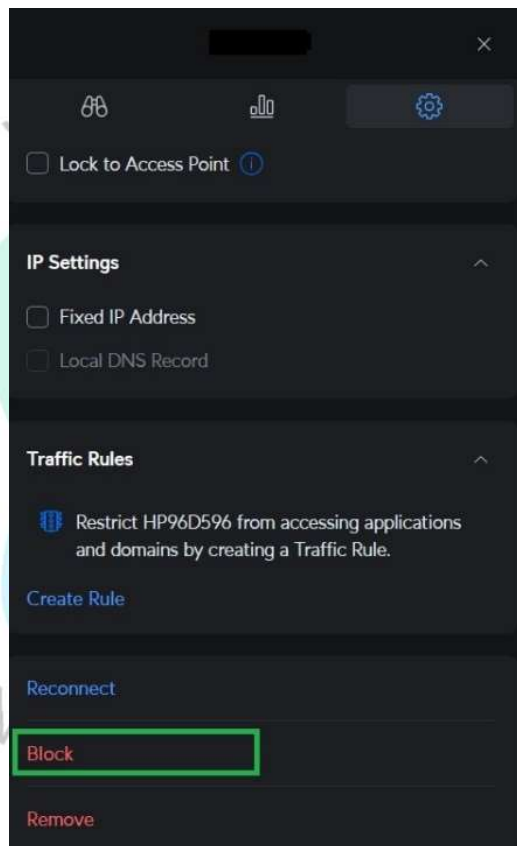 Lock to Access Point
IP Settings
Fixed IP Address
Local DNS Record
Traffic Rules
Restrict HP96D596 from accessing applications
and domains by creating a Traffic Rule.
Create Rule
Reconnect
Block
Remove